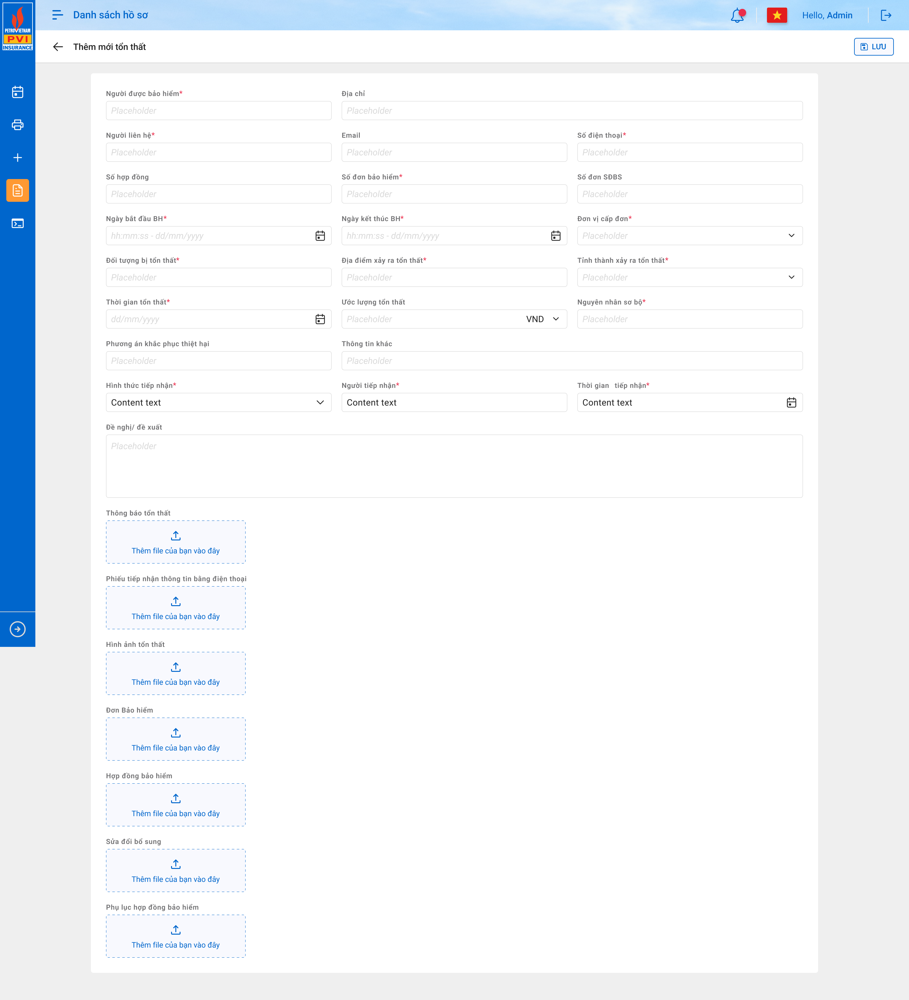 PETROVIETNAM
PVI
INSURANCE
Danh sách hồ sơ
Hello, Admin
Thêm mới tổn thất
LƯU
Người được bảo hiểm* Địa chỉ
Placeholder Placeholder
Người liên hệ* Email Số điện thoại*
Placeholder Placeholder Placeholder
Số hợp đồng Số đơn bảo hiểm* Số đơn SĐBS
Placeholder Placeholder Placeholder
Ngày bắt đầu BH* Ngày kết thúc BH* Đơn vị cấp đơn*
hh:mm:ss - dd/mm/yyyy hh:mm:ss - dd/mm/yyyy Placeholder
Đối tượng bị tổn thất* Địa điểm xảy ra tổn thất* Tỉnh thành xảy ra tổn thất*
Placeholder Placeholder Placeholder
Thời gian tổn thất* Ước lượng tổn thất Nguyên nhân sơ bộ*
dd/mm/yyyy Placeholder VND Placeholder
Phương án khắc phục thiệt hại Thông tin khác
Placeholder Placeholder
Hình thức tiếp nhận* Người tiếp nhận* Thời gian tiếp nhận*
Content text Content text Content text
Đề nghị/ đề xuất
Placeholder
Thông báo tổn thất
Thêm file của bạn vào đây
Phiếu tiếp nhận thông tin bằng điện thoại
Thêm file của bạn vào đây
Hình ảnh tổn thất
Thêm file của bạn vào đây
Đơn Bảo hiểm
Thêm file của bạn vào đây
Hợp đồng bảo hiểm
Thêm file của bạn vào đây
Sửa đổi bổ sung
Thêm file của bạn vào đây
Phụ lục hợp đồng bảo hiểm
Thêm file của bạn vào đây